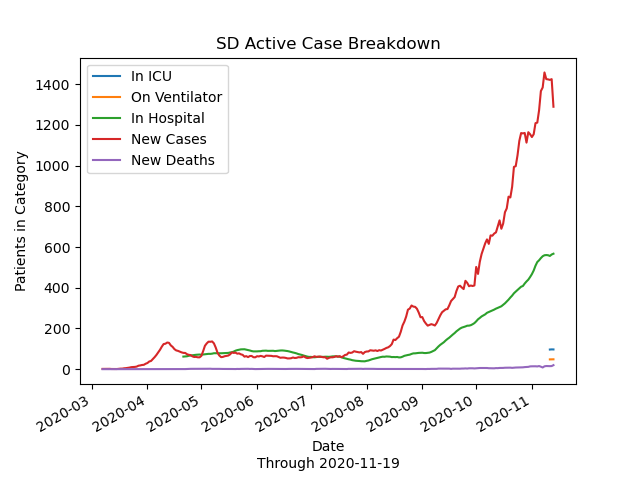 SD Active Case Breakdown
In ICU
On Ventilator
In Hospital
New Cases
New Deaths
Patients in Category
1400
1200
1000
800
600
400
200
0
2020-03
2020-04
2020-05
2020-06
2020-07
2020-08
2020-09
2020-10
2020-11
Date
Through 2020-11-19